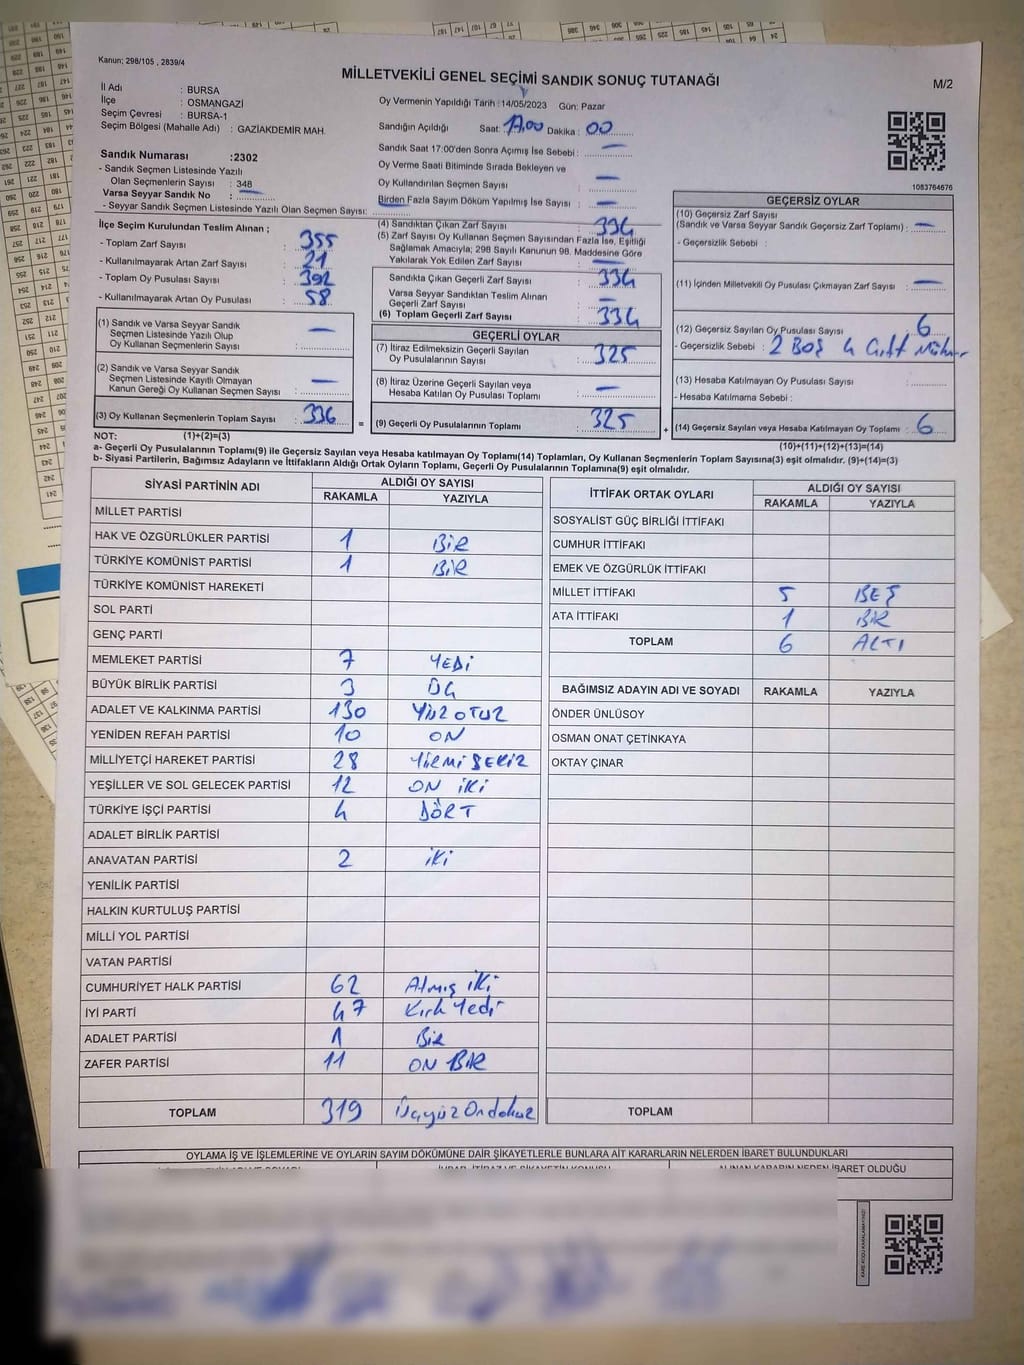 Kanun; 298/105 , 2839/4
MİLLETVEKİLİ GENEL SEÇİMİ SANDIK SONUÇ TUTANAĞI
M/2
İl Adı : BURSA
İlçe : OSMANGAZİ
Seçim Çevresi : BURSA-1
Seçim Bölgesi (Mahalle Adı) : GAZİAKDEMİR MAH.
Oy Vermenin Yapıldığı Tarih :14/05/2023 Gün: Pazar
Sandığın Açıldığı Saat: 17.00 Dakika : 00
Sandık Saat 17:00'den Sonra Açımış İse Sebebi : —
Oy Verme Saati Bitiminde Sırada Bekleyen ve
Oy Kullandırılan Seçmen Sayısı : —
Birden Fazla Sayım Döküm Yapılmış İse Sayısı : —
1083764676
Sandık Numarası :2302
- Sandık Seçmen Listesinde Yazılı
Olan Seçmenlerin Sayısı : 348
Varsa Seyyar Sandık No : —
- Seyyar Sandık Seçmen Listesinde Yazılı Olan Seçmen Sayısı:
İlçe Seçim Kurulundan Teslim Alınan ;
- Toplam Zarf Sayısı : 355
- Kullanılmayarak Artan Zarf Sayısı : 21
- Toplam Oy Pusulası Sayısı : 392
- Kullanılmayarak Artan Oy Pusulası : 58
(1) Sandık ve Varsa Seyyar Sandık
Seçmen Listesinde Yazılı Olup
Oy Kullanan Seçmenlerin Sayısı : —
(2) Sandık ve Varsa Seyyar Sandık
Seçmen Listesinde Kayıtlı Olmayan
Kanun Gereği Oy Kullanan Seçmen Sayısı : —
(3) Oy Kullanan Seçmenlerin Toplam Sayısı : 336
(4) Sandıktan Çıkan Zarf Sayısı : 334
(5) Zarf Sayısı Oy Kullanan Seçmen Sayısından Fazla İse, Eşitliği
Sağlamak Amacıyla; 298 Sayılı Kanunun 98. Maddesine Göre
Yakılarak Yok Edilen Zarf Sayısı : —
Sandıkta Çıkan Geçerli Zarf Sayısı : 334
Varsa Seyyar Sandıktan Teslim Alınan
Geçerli Zarf Sayısı : —
(6) Toplam Geçerli Zarf Sayısı : 334
GEÇERLİ OYLAR
(7) İtiraz Edilmeksizin Geçerli Sayılan
Oy Pusulalarının Sayısı : 325
(8) İtiraz Üzerine Geçerli Sayılan veya
Hesaba Katılan Oy Pusulası Toplamı : —
= (9) Geçerli Oy Pusulalarının Toplamı : 325
GEÇERSİZ OYLAR
(10) Geçersiz Zarf Sayısı
(Sandık ve Varsa Seyyar Sandık Geçersiz Zarf Toplamı) : —
- Geçersizlik Sebebi :
(11) İçinden Milletvekili Oy Pusulası Çıkmayan Zarf Sayısı : —
(12) Geçersiz Sayılan Oy Pusulası Sayısı : 6
- Geçersizlik Sebebi : 2 BOŞ 4 Çift Mühür
(13) Hesaba Katılmayan Oy Pusulası Sayısı :
- Hesaba Katılmama Sebebi :
+ (14) Geçersiz Sayılan veya Hesaba Katılmayan Oy Toplamı : 6
NOT: (1)+(2)=(3)
(10)+(11)+(12)+(13)=(14)
a- Geçerli Oy Pusulalarının Toplamı(9) ile Geçersiz Sayılan veya Hesaba katılmayan Oy Toplamı(14) Toplamları, Oy Kullanan Seçmenlerin Toplam Sayısına(3) eşit olmalıdır. (9)+(14)=(3)
b- Siyasi Partilerin, Bağımsız Adayların ve İttifakların Aldığı Ortak Oyların Toplamı, Geçerli Oy Pusulalarının Toplamına(9) eşit olmalıdır.
SİYASİ PARTİNİN ADI ALDIĞI OY SAYISI
RAKAMLA YAZIYLA
MİLLET PARTİSİ
HAK VE ÖZGÜRLÜKLER PARTİSİ 1 BİR
TÜRKİYE KOMÜNİST PARTİSİ 1 BİR
TÜRKİYE KOMÜNİST HAREKETİ
SOL PARTİ
GENÇ PARTİ
MEMLEKET PARTİSİ 7 YEDİ
BÜYÜK BİRLİK PARTİSİ 3 ÜÇ
ADALET VE KALKINMA PARTİSİ 130 YÜZ OTUZ
YENİDEN REFAH PARTİSİ 10 ON
MİLLİYETÇİ HAREKET PARTİSİ 28 YİRMİ SEKİZ
YEŞİLLER VE SOL GELECEK PARTİSİ 12 ON İKİ
TÜRKİYE İŞÇİ PARTİSİ 4 DÖRT
ADALET BİRLİK PARTİSİ
ANAVATAN PARTİSİ 2 İKİ
YENİLİK PARTİSİ
HALKIN KURTULUŞ PARTİSİ
MİLLİ YOL PARTİSİ
VATAN PARTİSİ
CUMHURİYET HALK PARTİSİ 62 Atmış iki
İYİ PARTİ 47 Kırk Yedi
ADALET PARTİSİ 1 Bir
ZAFER PARTİSİ 11 ON BİR
TOPLAM 319 Üçyüz Ondokuz
İTTİFAK ORTAK OYLARI ALDIĞI OY SAYISI
RAKAMLA YAZIYLA
SOSYALİST GÜÇ BİRLİĞİ İTTİFAKI
CUMHUR İTTİFAKI
EMEK VE ÖZGÜRLÜK İTTİFAKI
MİLLET İTTİFAKI 5 BEŞ
ATA İTTİFAKI 1 BİR
TOPLAM 6 ALTI
BAĞIMSIZ ADAYIN ADI VE SOYADI RAKAMLA YAZIYLA
ÖNDER ÜNLÜSOY
OSMAN ONAT ÇETİNKAYA
OKTAY ÇINAR
TOPLAM
OYLAMA İŞ VE İŞLEMLERİNE VE OYLARIN SAYIM DÖKÜMÜNE DAİR ŞİKAYETLERLE BUNLARA AİT KARARLARIN NELERDEN İBARET BULUNDUKLARI
ALINAN KARARIN NEDEN İBARET OLDUĞU